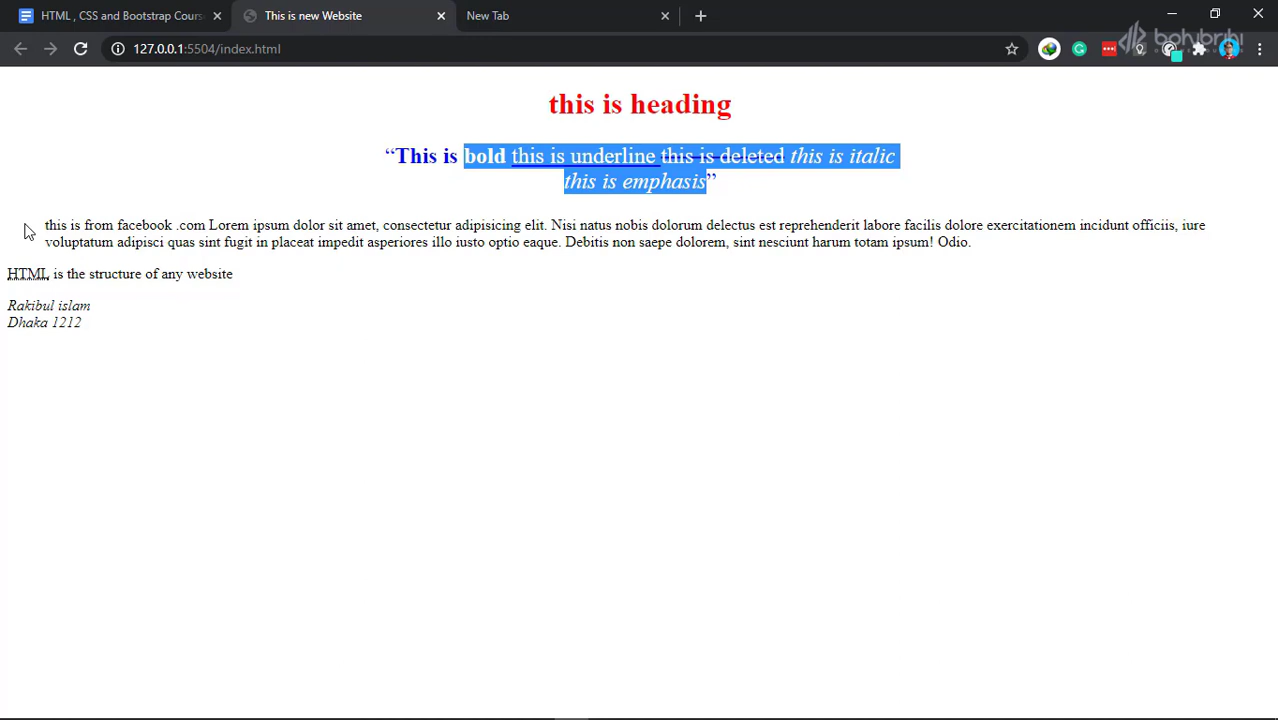 HTML , CSS and Bootstrap Cours
This is new Website
New Tab
127.0.0.1:5504/index.html
bohubrihi
this is heading
“This is bold this is underline this is deleted this is italic
this is emphasis”
this is from facebook .com Lorem ipsum dolor sit amet, consectetur adipisicing elit. Nisi natus nobis dolorum delectus est reprehenderit labore facilis dolore exercitationem incidunt officiis, iure
voluptatum adipisci quas sint fugit in placeat impedit asperiores illo iusto optio eaque. Debitis non saepe dolorem, sint nesciunt harum totam ipsum! Odio.
HTML is the structure of any website
Rakibul islam
Dhaka 1212